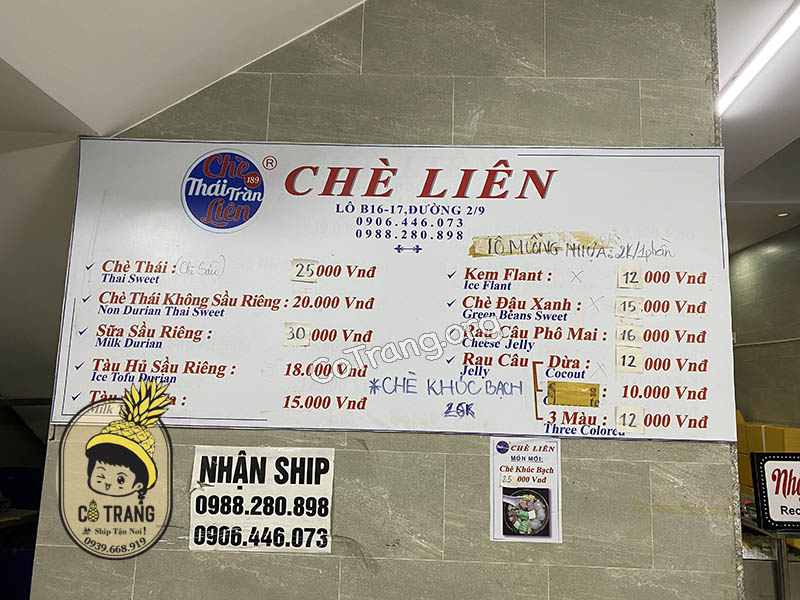 Chè
189
Thái Trần
Liên
®
CHÈ LIÊN
LÔ B16-17,ĐƯỜNG 2/9
0906.446.073
0988.280.898
TÔ MUỖNG NHỰA: 2K/1phần
Chè Thái : 25000 Vnđ
Thai Sweet
Chè Thái Không Sầu Riêng : 20.000 Vnđ
Non Durian Thai Sweet
Sữa Sầu Riêng : 30 000 Vnđ
Milk Durian
Tàu Hủ Sầu Riêng : 18.000 Vnđ
Ice Tofu Durian
15.000 Vnđ
Milk
*CHÈ KHÚC BẠCH
25K
Kem Flant : 12 000 Vnđ
Ice Flant
Chè Đậu Xanh : 15 000 Vnđ
Green Beans Sweet
Rau Câu Phô Mai : 16 000 Vnđ
Cheese Jelly
Rau Câu Dừa : 12 000 Vnđ
Jelly Cocout
: 10.000 Vnđ
3 Màu : 12 000 Vnđ
Three Colored
CoTrang.org
NHẬN SHIP
0988.280.898
0906.446.073
CHÈ LIÊN
MÓN MỚI:
Chè Khúc Bạch
25 000 Vnđ
CÔ TRANG
Ship Tận Nơi!
0939.668.919